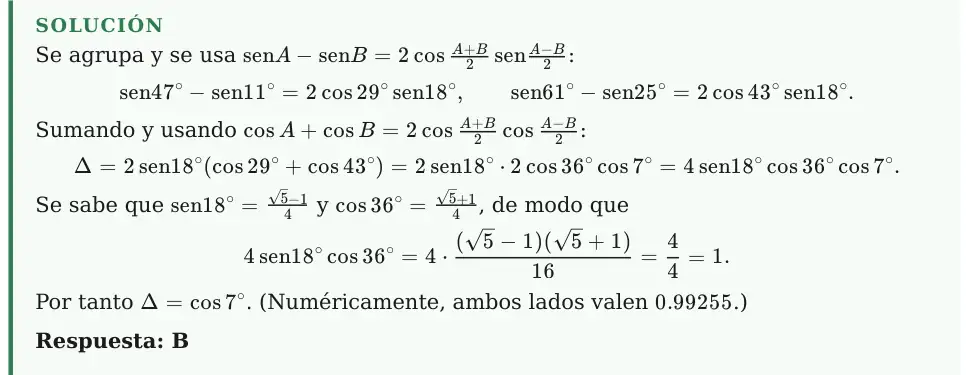 SOLUCIÓN
Se agrupa y se usa senA − senB = 2 cos (A+B)/2 sen (A−B)/2:
sen47° − sen11° = 2 cos 29° sen18°, sen61° − sen25° = 2 cos 43° sen18°.
Sumando y usando cos A + cos B = 2 cos (A+B)/2 cos (A−B)/2:
Δ = 2 sen18°(cos 29° + cos 43°) = 2 sen18° · 2 cos 36° cos 7° = 4 sen18° cos 36° cos 7°.
Se sabe que sen18° = (√5−1)/4 y cos 36° = (√5+1)/4, de modo que
4 sen18° cos 36° = 4 · (√5 − 1)(√5 + 1)/16 = 4/4 = 1.
Por tanto Δ = cos 7°. (Numéricamente, ambos lados valen 0.99255.)
Respuesta: B